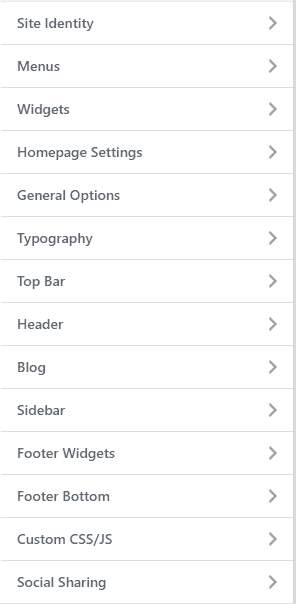 Site Identity
Menus
Widgets
Homepage Settings
General Options
Typography
Top Bar
Header
Blog
Sidebar
Footer Widgets
Footer Bottom
Custom CSS/JS
Social Sharing